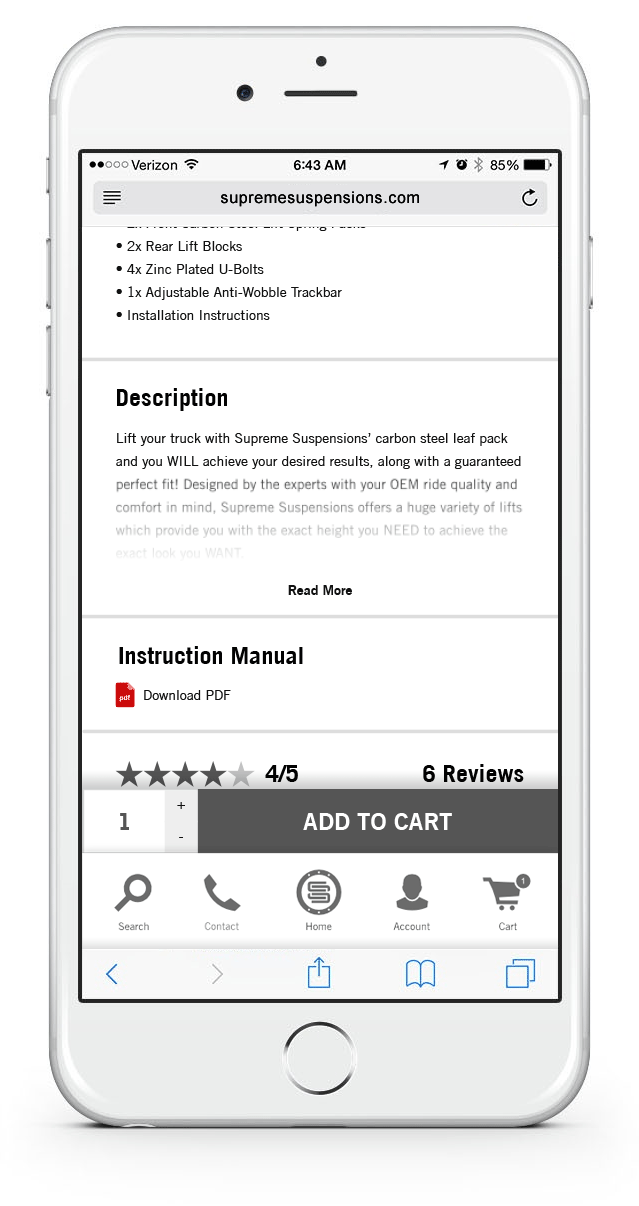 Verizon 6:43 AM 85%
supremesuspensions.com
• 2x Rear Lift Blocks
• 4x Zinc Plated U-Bolts
• 1x Adjustable Anti-Wobble Trackbar
• Installation Instructions
Description
Lift your truck with Supreme Suspensions’ carbon steel leaf pack
and you WILL achieve your desired results, along with a guaranteed
perfect fit! Designed by the experts with your OEM ride quality and
comfort in mind, Supreme Suspensions offers a huge variety of lifts
which provide you with the exact height you NEED to achieve the
exact look you WANT.
Read More
Instruction Manual
pdf Download PDF
4/5 6 Reviews
1 + - ADD TO CART
1
Search Contact Home Account Cart